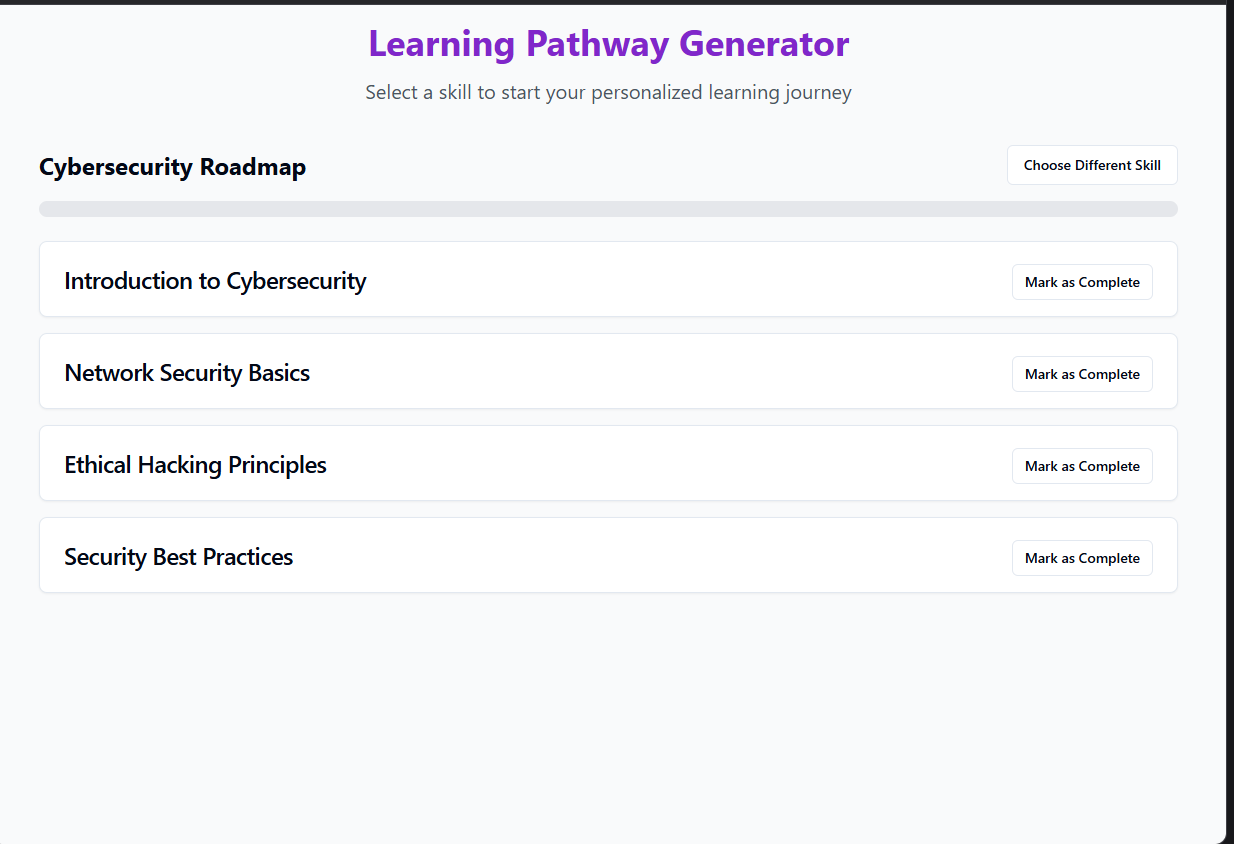 Learning Pathway Generator
Select a skill to start your personalized learning journey
Cybersecurity Roadmap
Choose Different Skill
Introduction to Cybersecurity
Mark as Complete
Network Security Basics
Mark as Complete
Ethical Hacking Principles
Mark as Complete
Security Best Practices
Mark as Complete